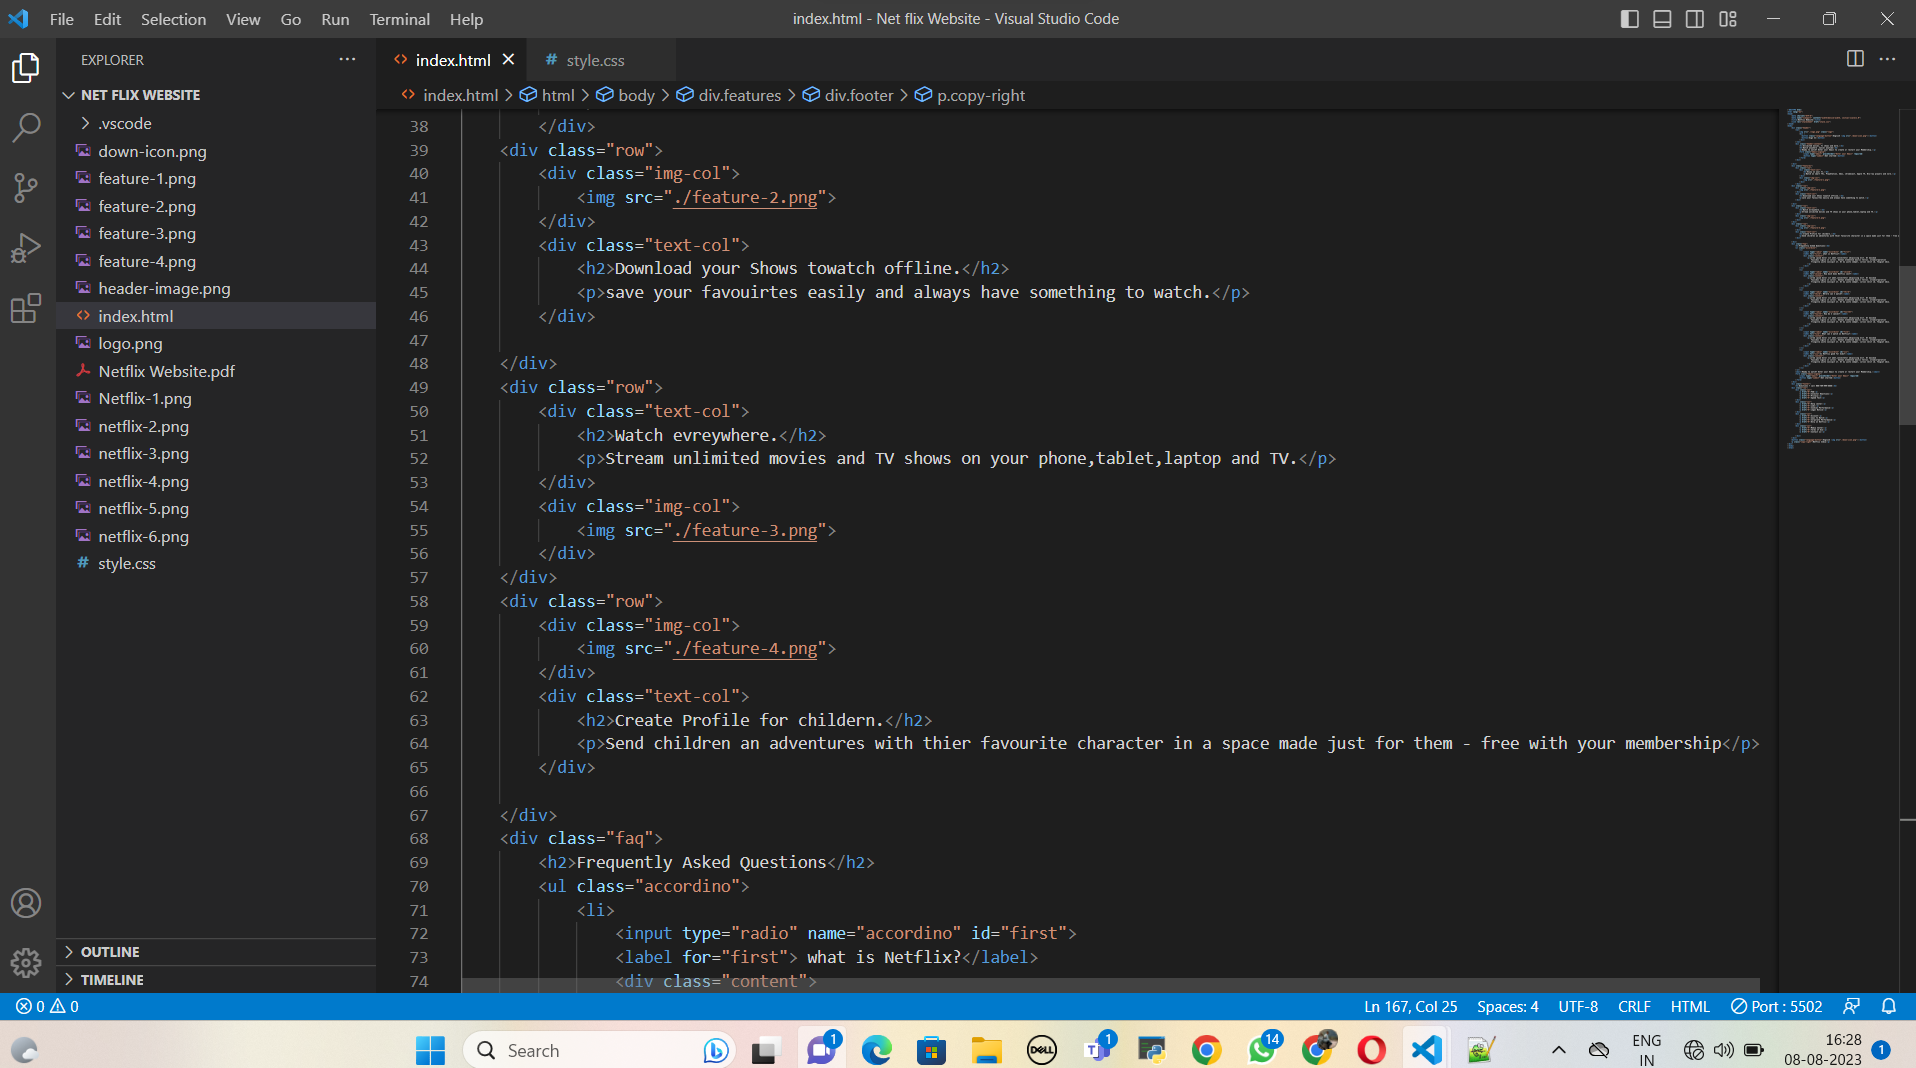 File Edit Selection View Go Run Terminal Help
index.html - Net flix Website - Visual Studio Code
EXPLORER
NET FLIX WEBSITE
.vscode
down-icon.png
feature-1.png
feature-2.png
feature-3.png
feature-4.png
header-image.png
index.html
logo.png
Netflix Website.pdf
Netflix-1.png
netflix-2.png
netflix-3.png
netflix-4.png
netflix-5.png
netflix-6.png
# style.css
OUTLINE
TIMELINE
index.html
# style.css
index.html > html > body > div.features > div.footer > p.copy-right
38 </div>
39 <div class="row">
40 <div class="img-col">
41 <img src="./feature-2.png">
42 </div>
43 <div class="text-col">
44 <h2>Download your Shows towatch offline.</h2>
45 <p>save your favouirtes easily and always have something to watch.</p>
46 </div>
47
48 </div>
49 <div class="row">
50 <div class="text-col">
51 <h2>Watch evreywhere.</h2>
52 <p>Stream unlimited movies and TV shows on your phone,tablet,laptop and TV.</p>
53 </div>
54 <div class="img-col">
55 <img src="./feature-3.png">
56 </div>
57 </div>
58 <div class="row">
59 <div class="img-col">
60 <img src="./feature-4.png">
61 </div>
62 <div class="text-col">
63 <h2>Create Profile for childern.</h2>
64 <p>Send children an adventures with thier favourite character in a space made just for them - free with your membership</p>
65 </div>
66
67 </div>
68 <div class="faq">
69 <h2>Frequently Asked Questions</h2>
70 <ul class="accordino">
71 <li>
72 <input type="radio" name="accordino" id="first">
73 <label for="first"> what is Netflix?</label>
74 <div class="content">
0 0
Ln 167, Col 25 Spaces: 4 UTF-8 CRLF HTML Port : 5502
Search
1
DELL
1
14
ENG
IN
16:28
08-08-2023
1